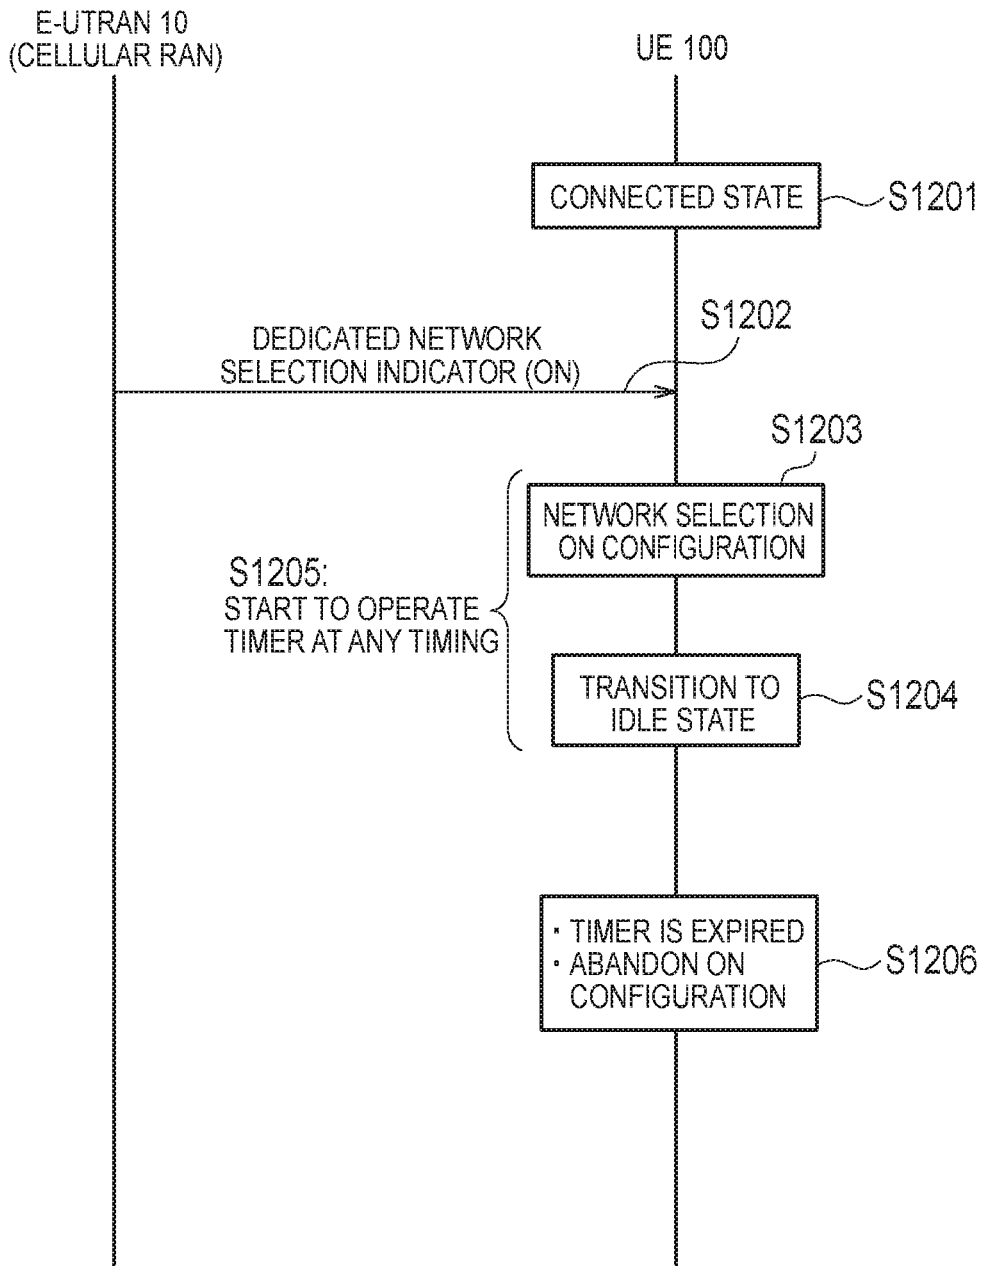 E-UTRAN 10
(CELLULAR RAN)
UE 100
CONNECTED STATE
S1201
S1202
DEDICATED NETWORK
SELECTION INDICATOR (ON)
S1203
NETWORK SELECTION
ON CONFIGURATION
S1205:
START TO OPERATE
TIMER AT ANY TIMING
TRANSITION TO
IDLE STATE
S1204
· TIMER IS EXPIRED
· ABANDON ON
CONFIGURATION
S1206